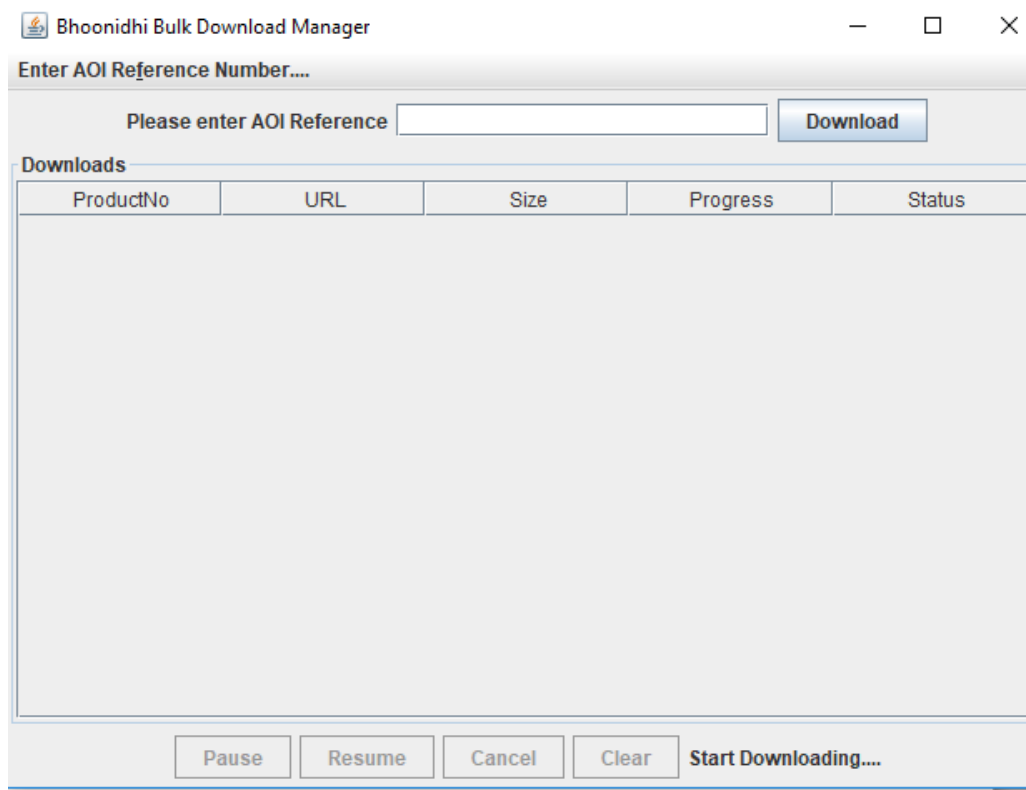 Bhoonidhi Bulk Download Manager
Enter AOI Reference Number....
Please enter AOI Reference Download
Downloads
ProductNo URL Size Progress Status
Pause Resume Cancel Clear Start Downloading....